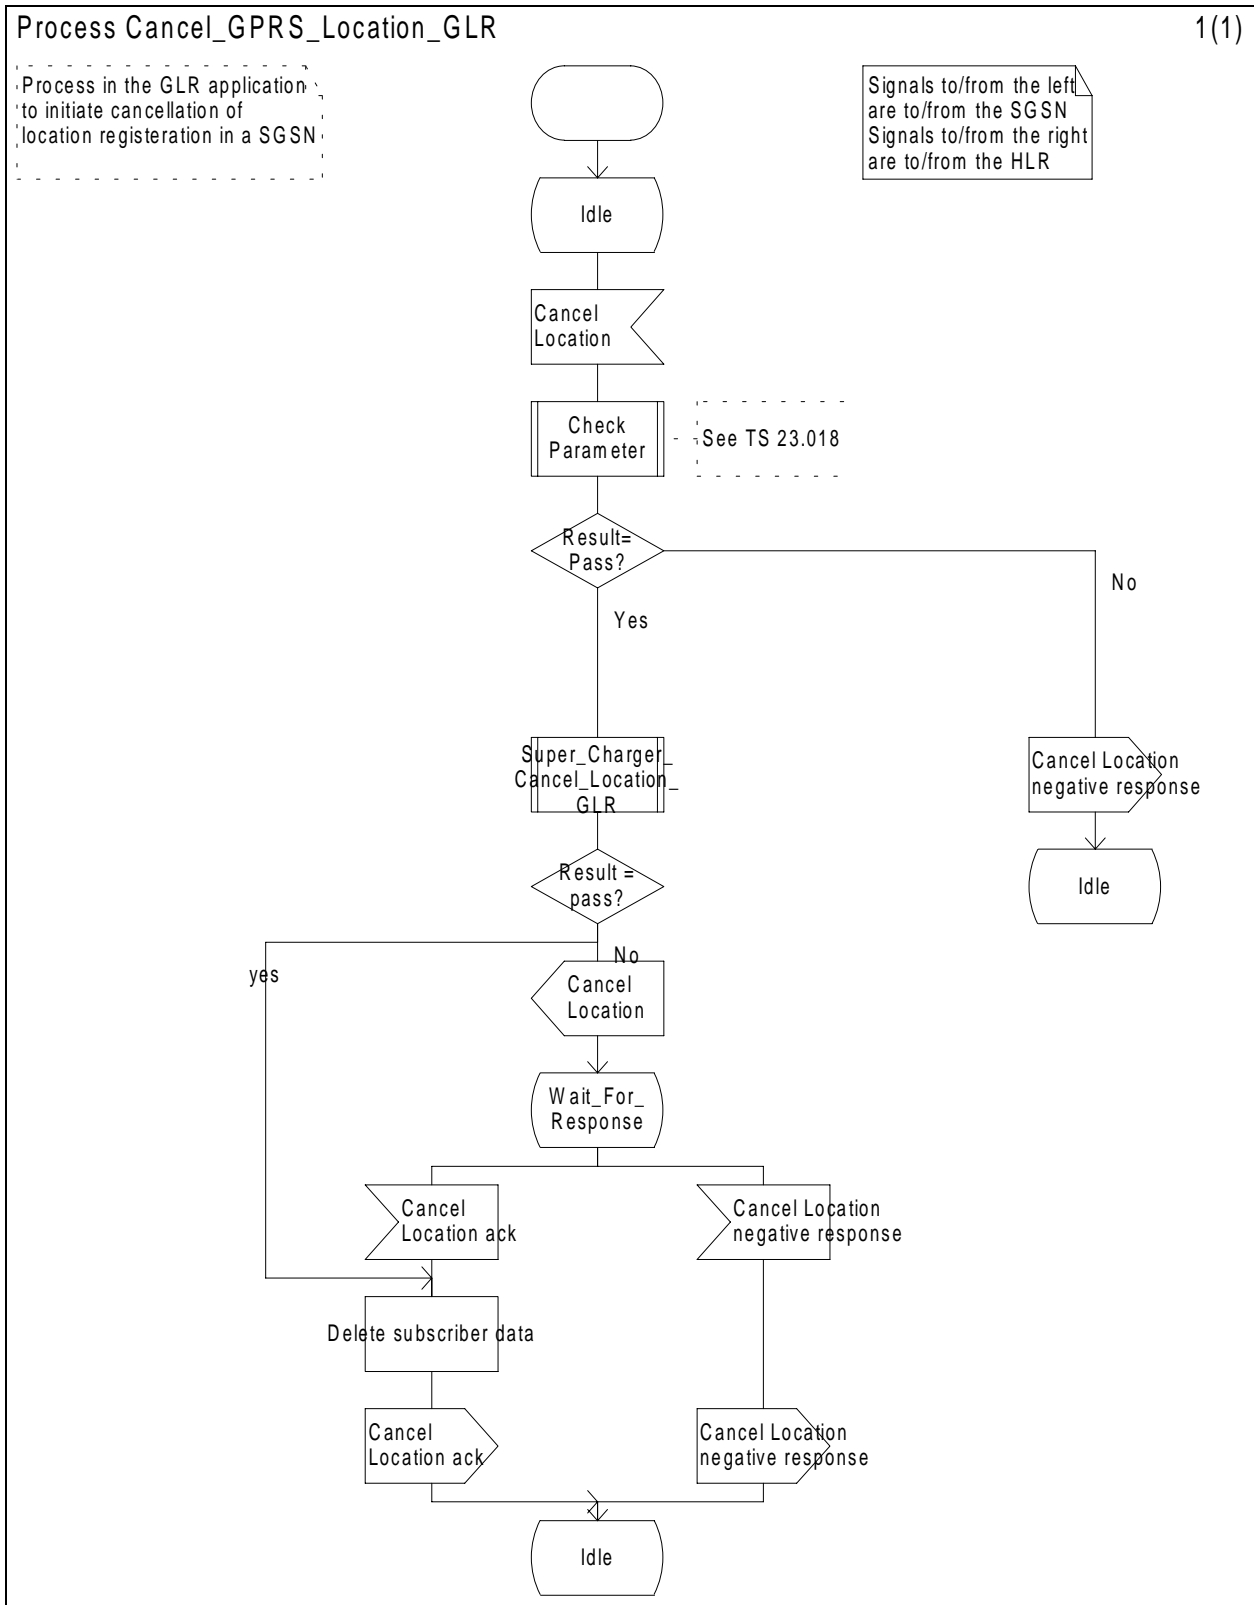 Process Cancel_GPRS_Location_GLR
1(1)
Process in the GLR application
to initiate cancellation of
location registeration in a SGSN
Signals to/from the left
are to/from the SGSN
Signals to/from the right
are to/from the HLR
Idle
Cancel
Location
Check
Parameter
See TS 23.018
Result=
Pass?
No
Yes
Super_Charger_
Cancel_Location_
GLR
Cancel Location
negative response
Result =
pass?
Idle
No
yes
Cancel
Location
Wait_For_
Response
Cancel
Location ack
Cancel Location
negative response
Delete subscriber data
Cancel
Location ack
Cancel Location
negative response
Idle